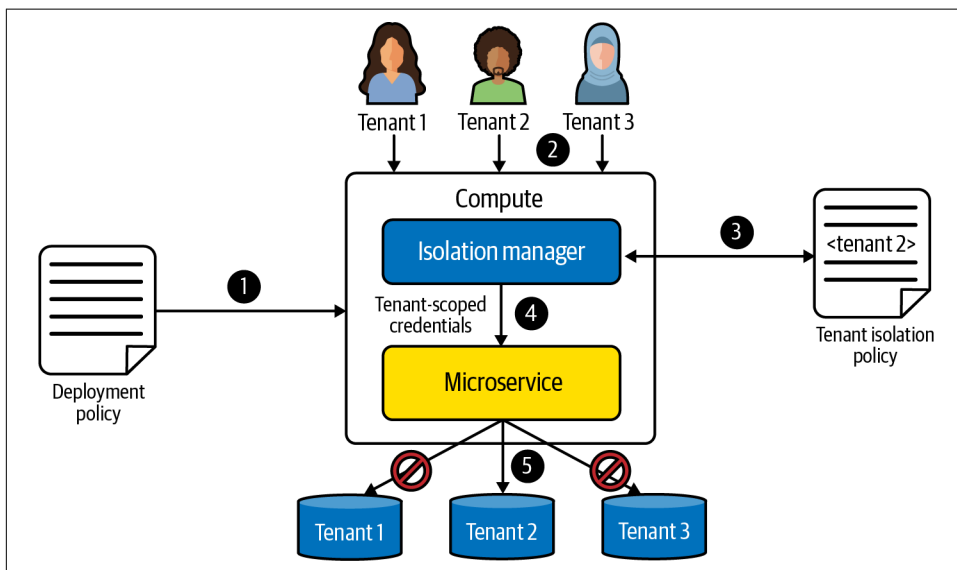 Tenant 1
Tenant 2
Tenant 3
2
Compute
Isolation manager
3
<tenant 2>
Tenant isolation
policy
1
Deployment
policy
Tenant-scoped
credentials
4
Microservice
5
Tenant 1
Tenant 2
Tenant 3